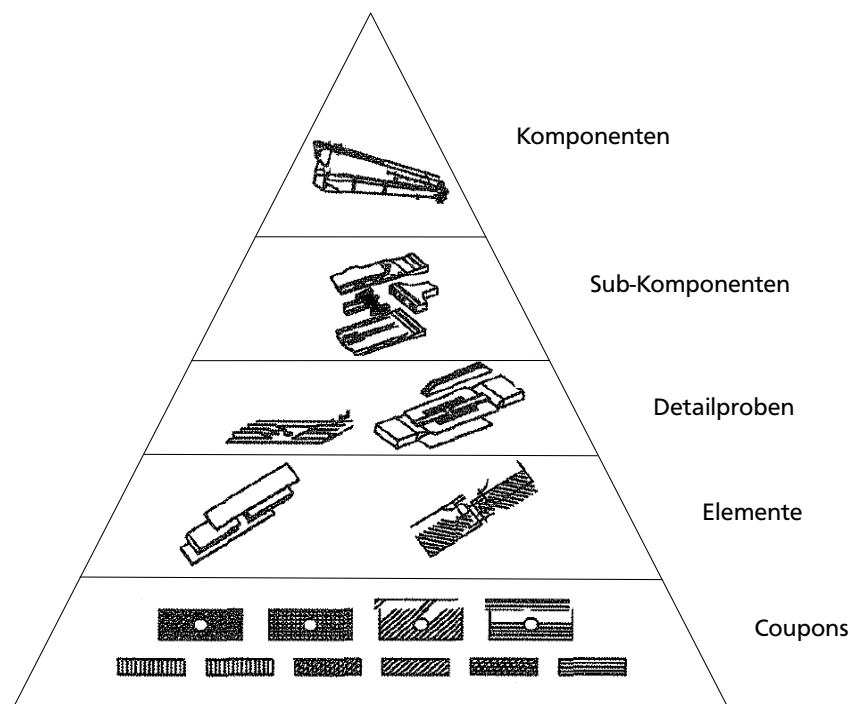 Komponenten
Sub-Komponenten
Detailproben
Elemente
Coupons